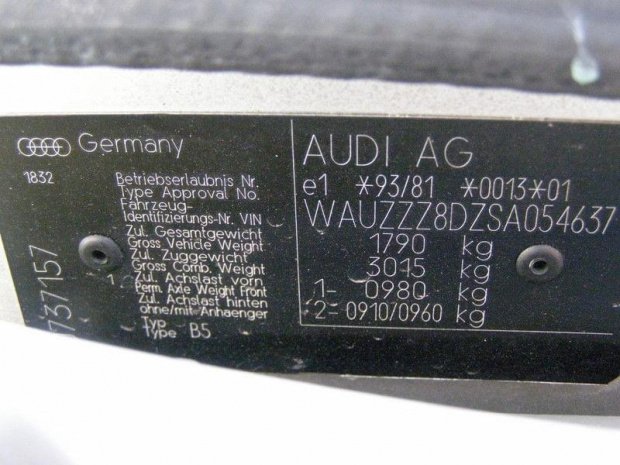 Germany
1832
Betriebserlaubnis Nr.
Type Approval No.
Fahrzeug-
Identifizierungs-Nr. VIN
Zul. Gesamtgewicht
Gross Vehicle Weight
Zul. Zuggewicht
Gross Comb. Weight
Zul. Achslast vorn
Perm. Axle Weight Front
Zul. Achslast hinten
ohne/mit Anhaenger
Typ
Type B5
AUDI AG
e1 *93/81 *0013*01
WAUZZZ8DZSA054637
1790 kg
3015 kg
1- 0980 kg
2- 0910/0960 kg
737157